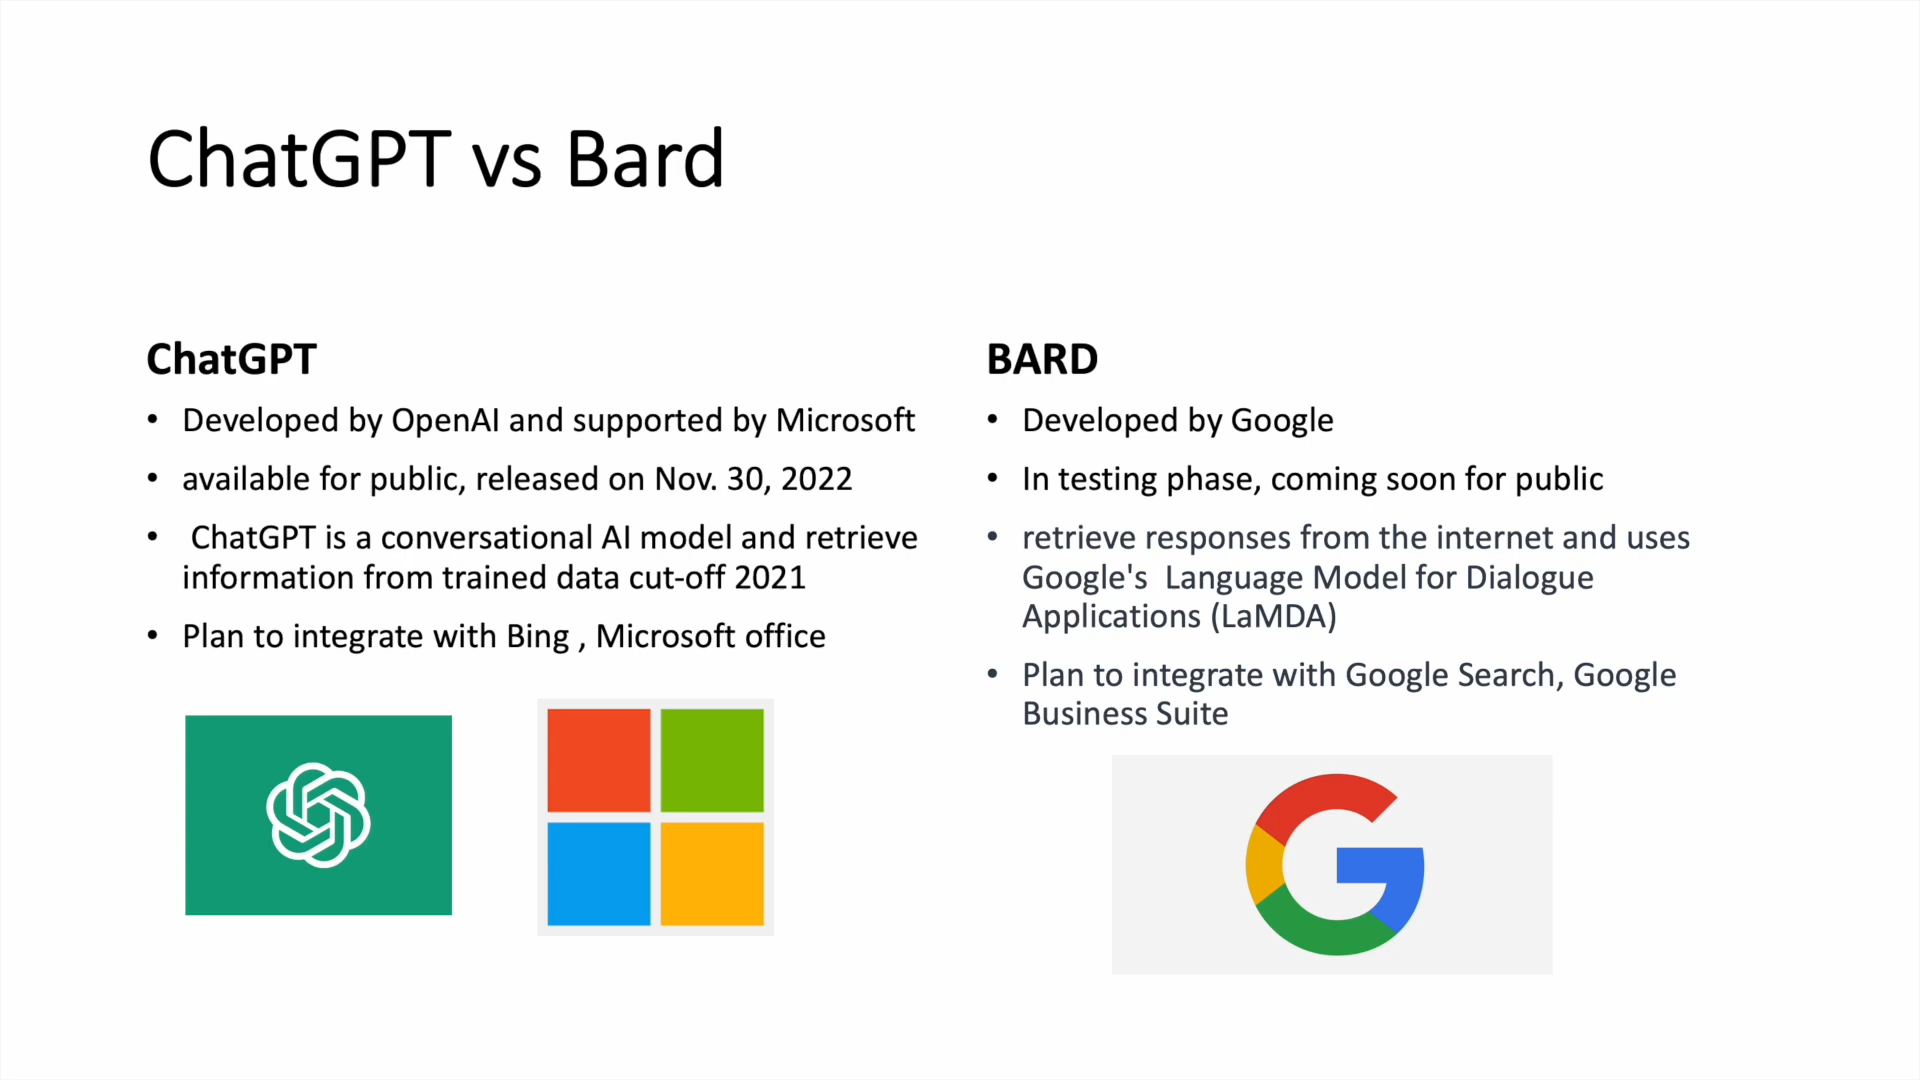 ChatGPT vs Bard
ChatGPT
• Developed by OpenAI and supported by Microsoft
• available for public, released on Nov. 30, 2022
• ChatGPT is a conversational AI model and retrieve
information from trained data cut-off 2021
• Plan to integrate with Bing , Microsoft office
BARD
• Developed by Google
• In testing phase, coming soon for public
• retrieve responses from the internet and uses
Google's  Language Model for Dialogue
Applications (LaMDA)
• Plan to integrate with Google Search, Google
Business Suite